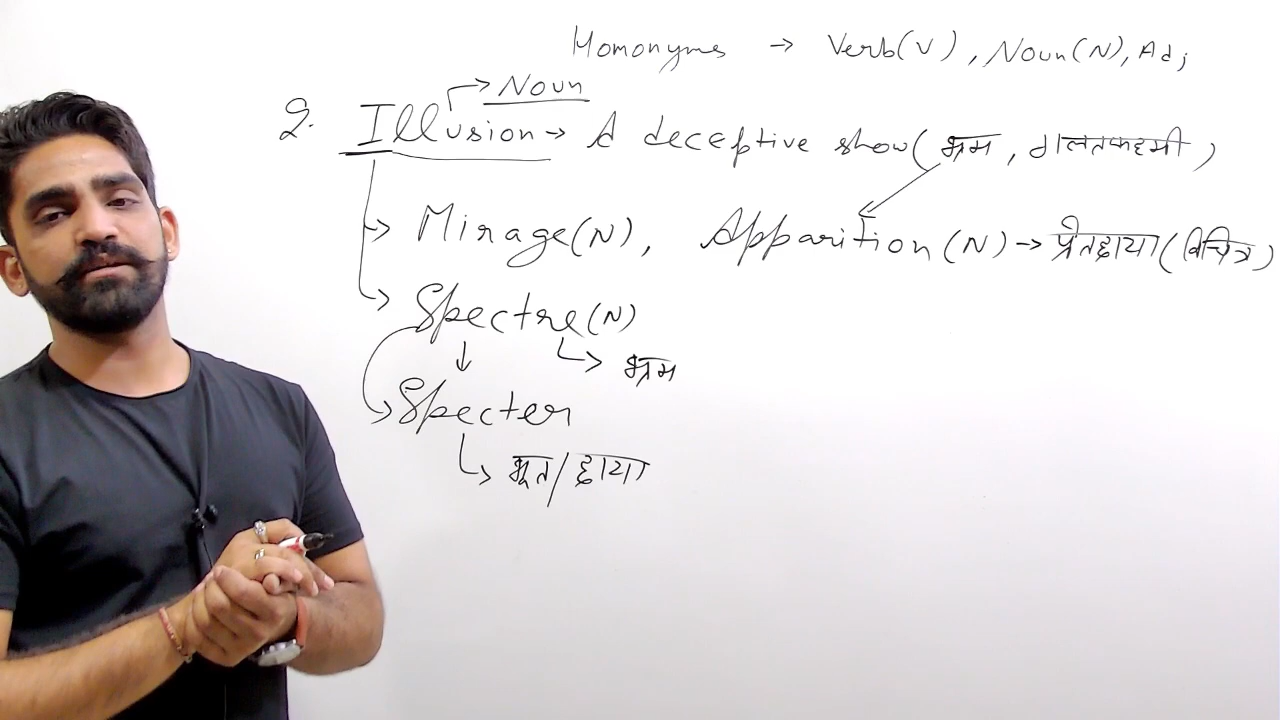 Homonyms → Verb(V), Noun(N), Adj
→ Noun
2. Illusion → A deceptive show (भ्रम, गलतफहमी)
→ Mirage(N), Apparition (N) → प्रेतछाया (विचित्र)
→ Spectre(N)
↓ → भ्रम
→ Specter
→ भूत/छाया